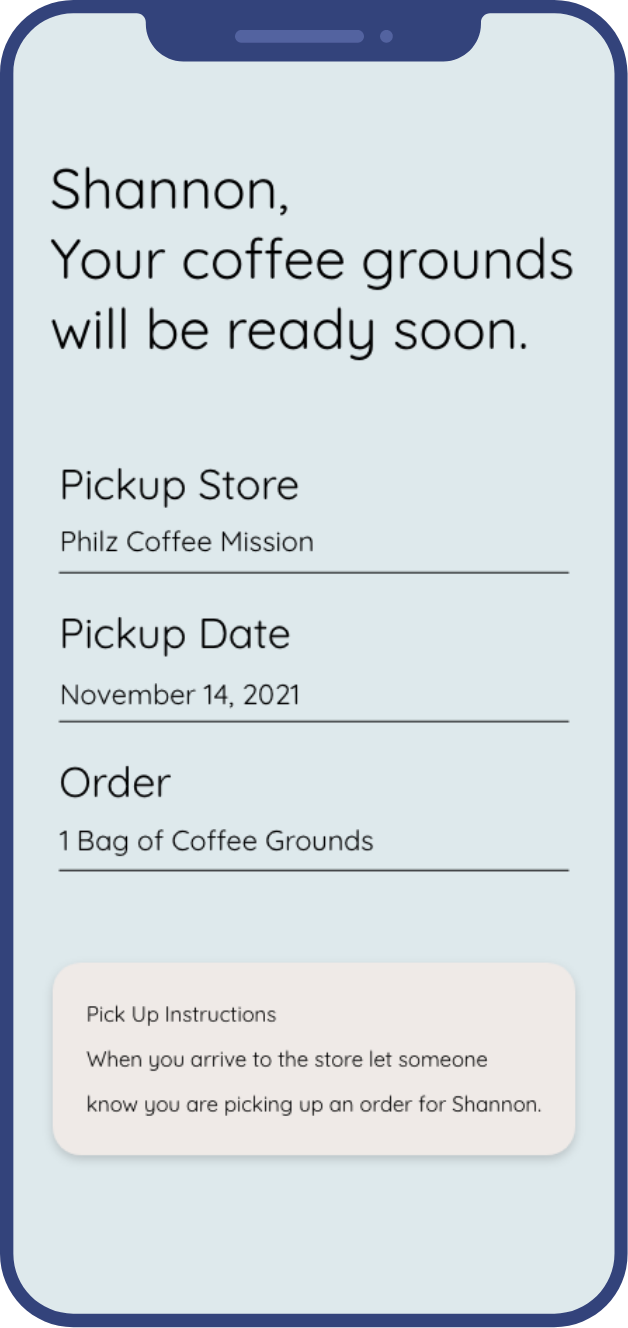 Shannon,
Your coffee grounds
will be ready soon.
Pickup Store
Philz Coffee Mission
Pickup Date
November 14, 2021
Order
1 Bag of Coffee Grounds
Pick Up Instructions
When you arrive to the store let someone
know you are picking up an order for Shannon.